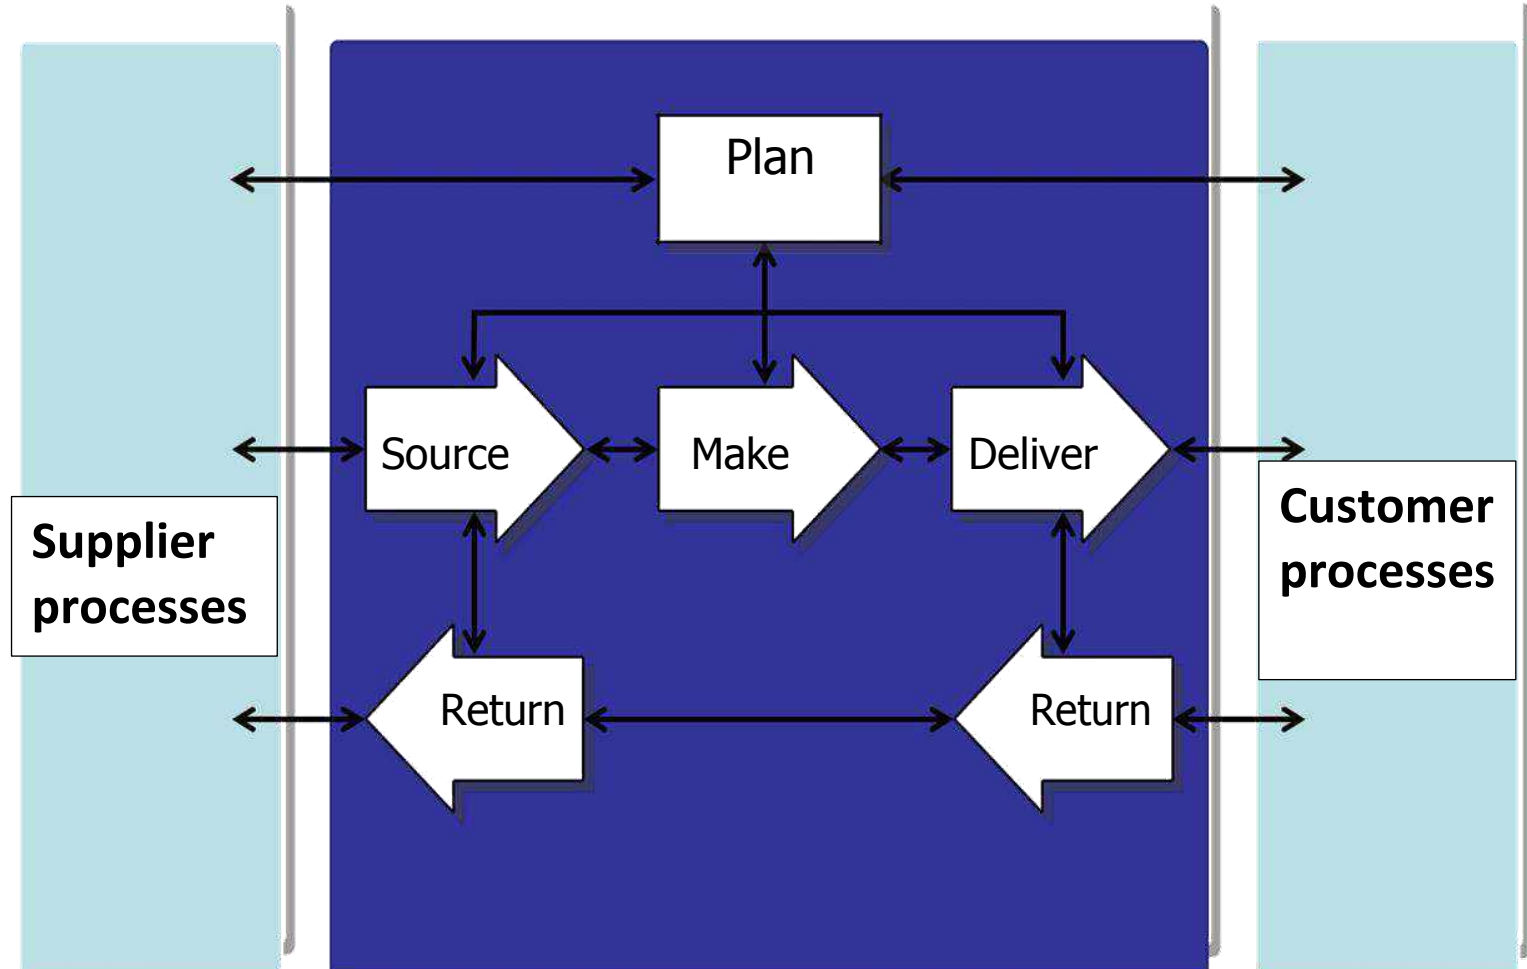 Plan
Source
Make
Deliver
Supplier
processes
Customer
processes
Return
Return